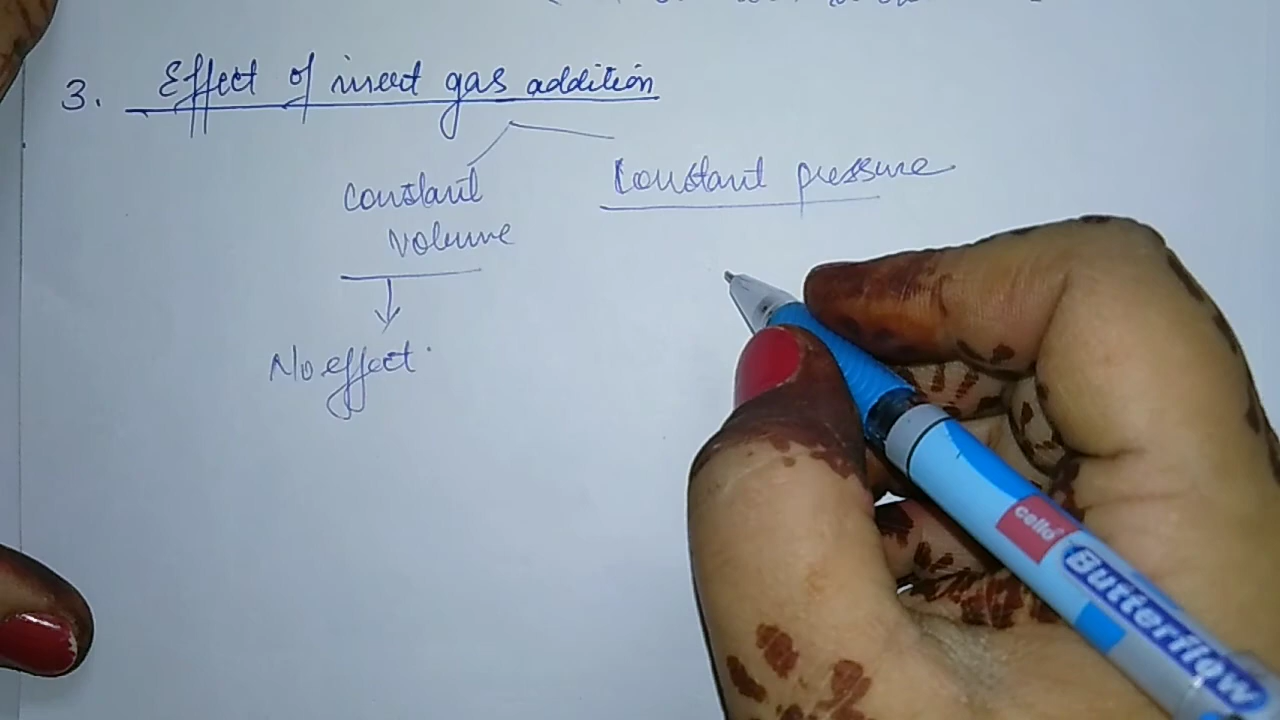 3. Effect of inert gas addition
Constant pressure
Constant
volume
No effect.
cello
Butterflow